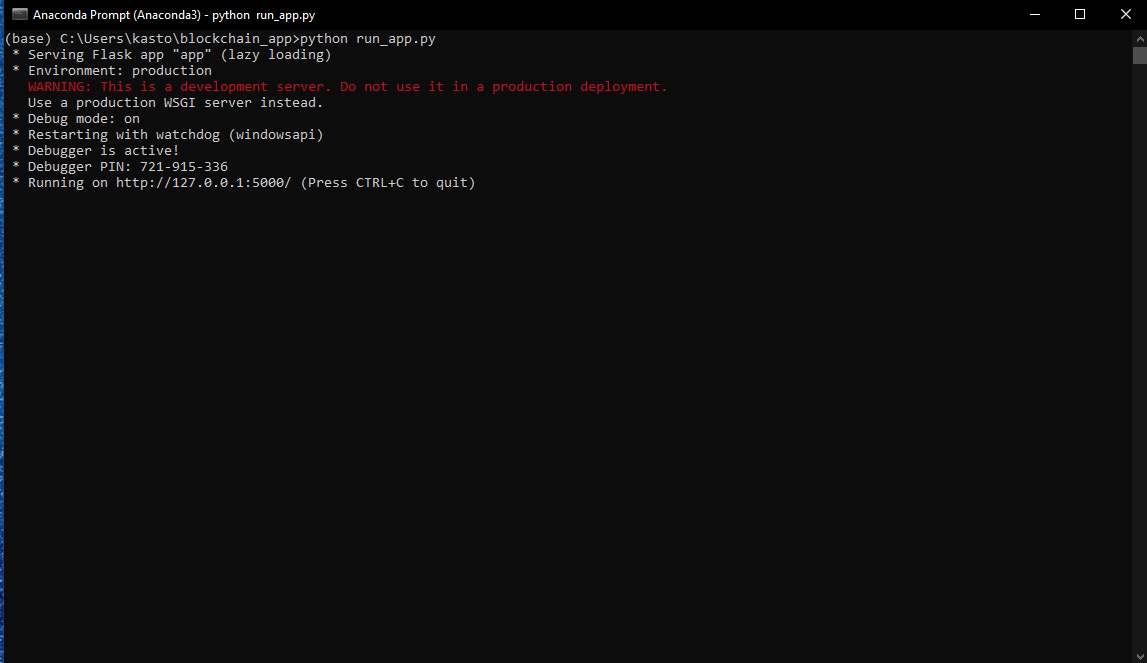 Anaconda Prompt (Anaconda3) - python  run_app.py
(base) C:\Users\kasto\blockchain_app>python run_app.py
 * Serving Flask app "app" (lazy loading)
 * Environment: production
   WARNING: This is a development server. Do not use it in a production deployment.
   Use a production WSGI server instead.
 * Debug mode: on
 * Restarting with watchdog (windowsapi)
 * Debugger is active!
 * Debugger PIN: 721-915-336
 * Running on http://127.0.0.1:5000/ (Press CTRL+C to quit)